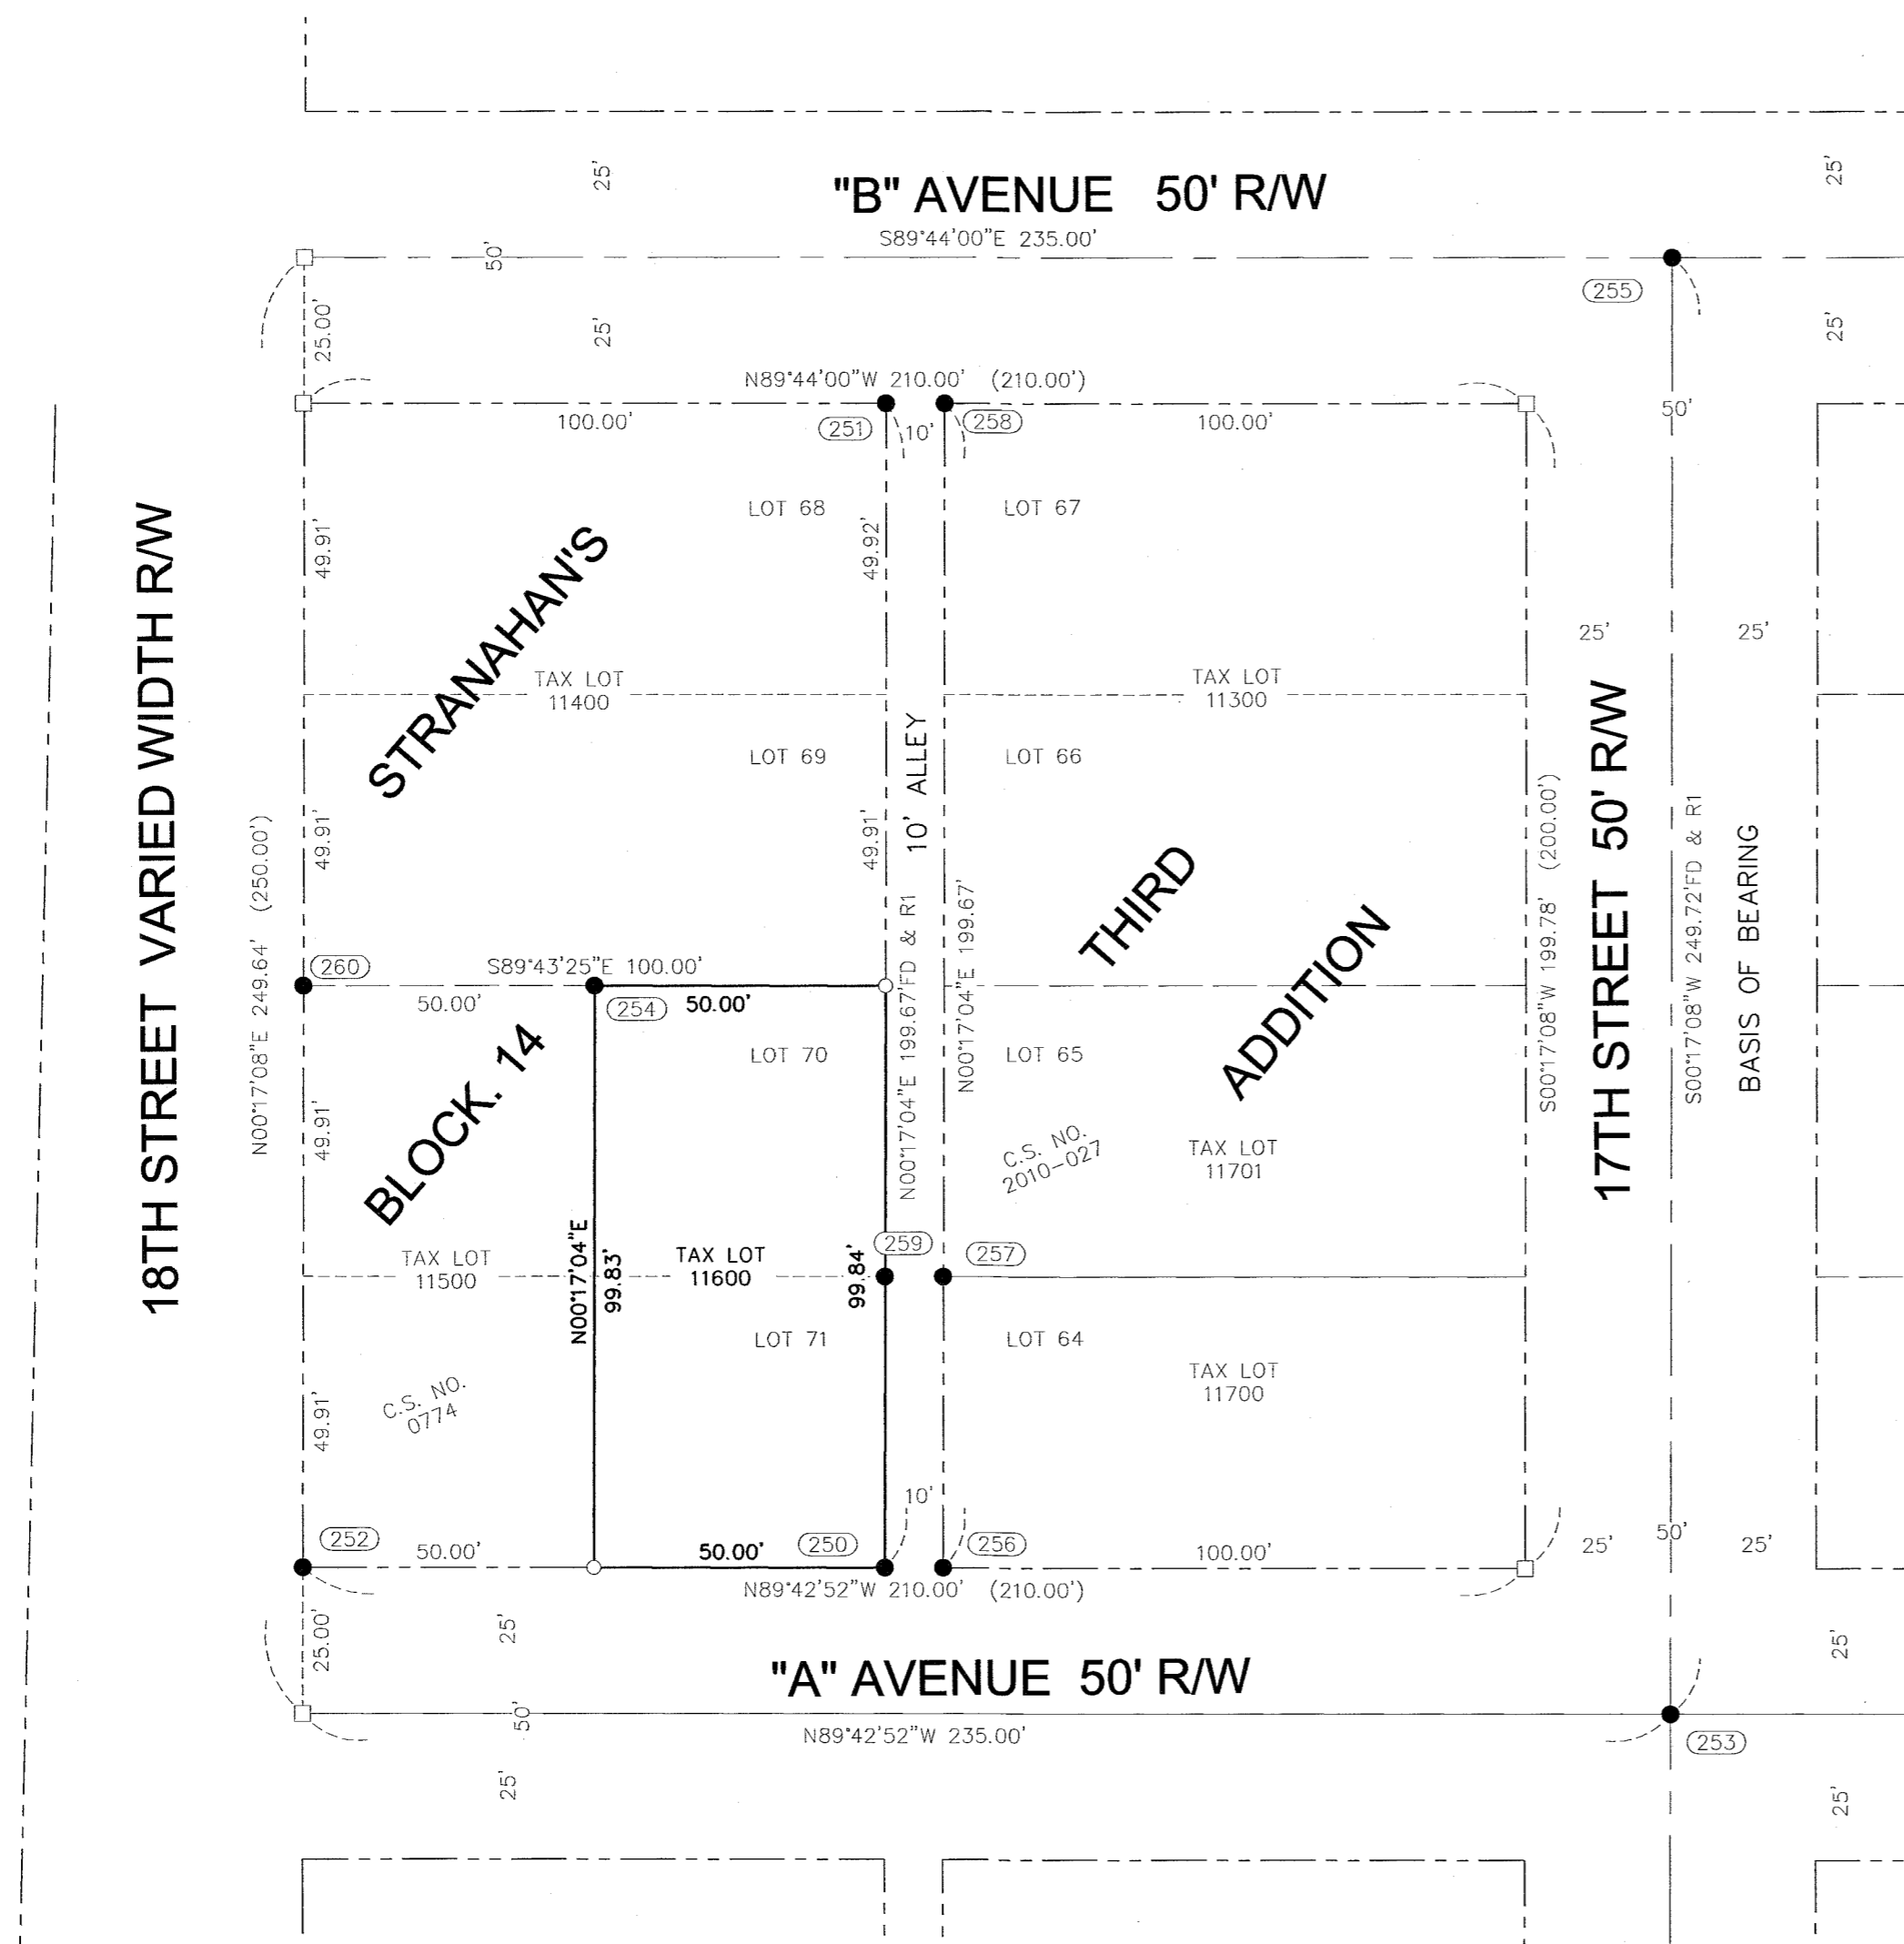 "B" AVENUE 50' R/W
S89°44'00"E 235.00'
25'
25'
50'
255
25.00'
25'
25'
N89°44'00"W 210.00' (210.00')
100.00'
251
10'
258
100.00'
50'
LOT 68
LOT 67
49.91'
49.92'
STRANAHAN'S
18TH STREET VARIED WIDTH R/W
25'
25'
TAX LOT
11400
TAX LOT
11300
LOT 69
LOT 66
10' ALLEY
49.91'
49.91'
N00°17'08"E 249.64' (250.00')
N00°17'04"E 199.67'FD & R1
N00°17'04"E 199.67'
THIRD
ADDITION
S00°17'08"W 199.78' (200.00')
17TH STREET 50' R/W
S00°17'08"W 249.72'FD & R1
BASIS OF BEARING
260
S89°43'25"E 100.00'
50.00'
254
50.00'
BLOCK. 14
LOT 70
LOT 65
49.91'
C.S. NO.
2010-027
TAX LOT
11701
N00°17'04"E
99.83'
TAX LOT
11500
TAX LOT
11600
99.84'
259
257
LOT 71
LOT 64
TAX LOT
11700
C.S. NO.
0774
49.91'
10'
252
50.00'
50.00'
250
256
100.00'
25'
50'
25'
N89°42'52"W 210.00' (210.00')
25.00'
25'
25'
"A" AVENUE 50' R/W
50'
N89°42'52"W 235.00'
253
25'
25'